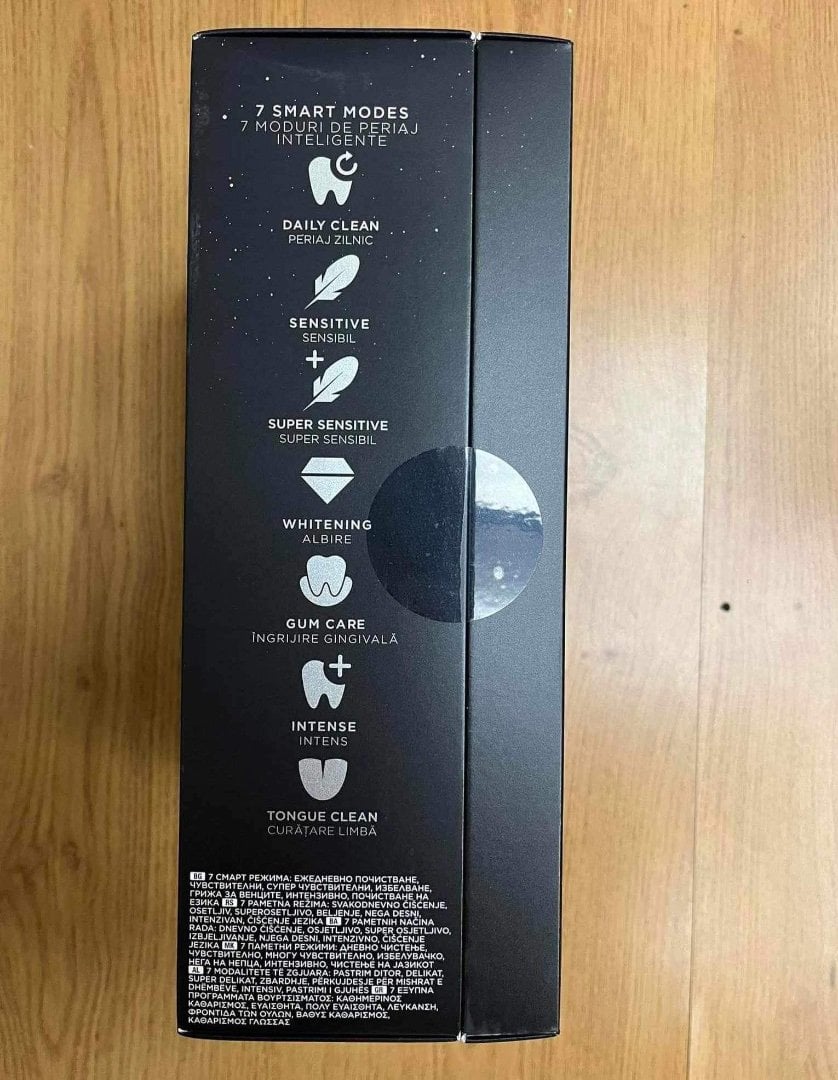 7 SMART MODES
7 MODURI DE PERIAJ
INTELIGENTE
DAILY CLEAN
PERIAJ ZILNIC
SENSITIVE
SENSIBIL
SUPER SENSITIVE
SUPER SENSIBIL
WHITENING
ALBIRE
GUM CARE
ÎNGRIJIRE GINGIVALĂ
INTENSE
INTENS
TONGUE CLEAN
CURĂȚARE LIMBĂ
BG 7 СМАРТ РЕЖИМА: ЕЖЕДНЕВНО ПОЧИСТВАНЕ,
ЧУВСТВИТЕЛНИ, СУПЕР ЧУВСТВИТЕЛНИ, ИЗБЕЛВАНЕ,
ГРИЖА ЗА ВЕНЦИТЕ, ИНТЕНЗИВНО, ПОЧИСТВАНЕ НА
ЕЗИКА RS 7 PAMETNA REŽIMA: SVAKODNEVNO ČIŠĆENJE,
OSETLJIV, SUPEROSETLJIVO, BELJENJE, NEGA DESNI,
INTENZIVAN, ČIŠĆENJE JEZIKA BA 7 PAMETNIH NAČINA
RADA: DNEVNO ČIŠĆENJE, OSJETLJIVO, SUPER OSJETLJIVO,
IZBJELJIVANJE, NJEGA DESNI, INTENZIVNO, ČIŠĆENJE
JEZIKA MK 7 ПАМЕТНИ РЕЖИМИ: ДНЕВНО ЧИСТЕЊЕ,
ЧУВСТВИТЕЛНО, МНОГУ ЧУВСТВИТЕЛНО, ИЗБЕЛУВАЧКО,
НЕГА НА НЕПЦА, ИНТЕНЗИВНО, ЧИСТЕЊЕ НА ЈАЗИКОТ
AL 7 MODALITETE TË ZGJUARA: PASTRIM DITOR, DELIKAT,
SUPER DELIKAT, ZBARDHJE, PËRKUJDESJE PËR MISHRAT E
DHËMBËVE, INTENSIV, PASTRIMI I GJUHËS GR 7 ΕΞΥΠΝΑ
ΠΡΟΓΡΑΜΜΑΤΑ ΒΟΥΡΤΣΙΣΜΑΤΟΣ: ΚΑΘΗΜΕΡΙΝΟΣ
ΚΑΘΑΡΙΣΜΟΣ, ΕΥΑΙΣΘΗΤΑ, ΠΟΛΥ ΕΥΑΙΣΘΗΤΑ, ΛΕΥΚΑΝΣΗ,
ΦΡΟΝΤΙΔΑ ΤΩΝ ΟΥΛΩΝ, ΒΑΘΥΣ ΚΑΘΑΡΙΣΜΟΣ,
ΚΑΘΑΡΙΣΜΟΣ ΓΛΩΣΣΑΣ